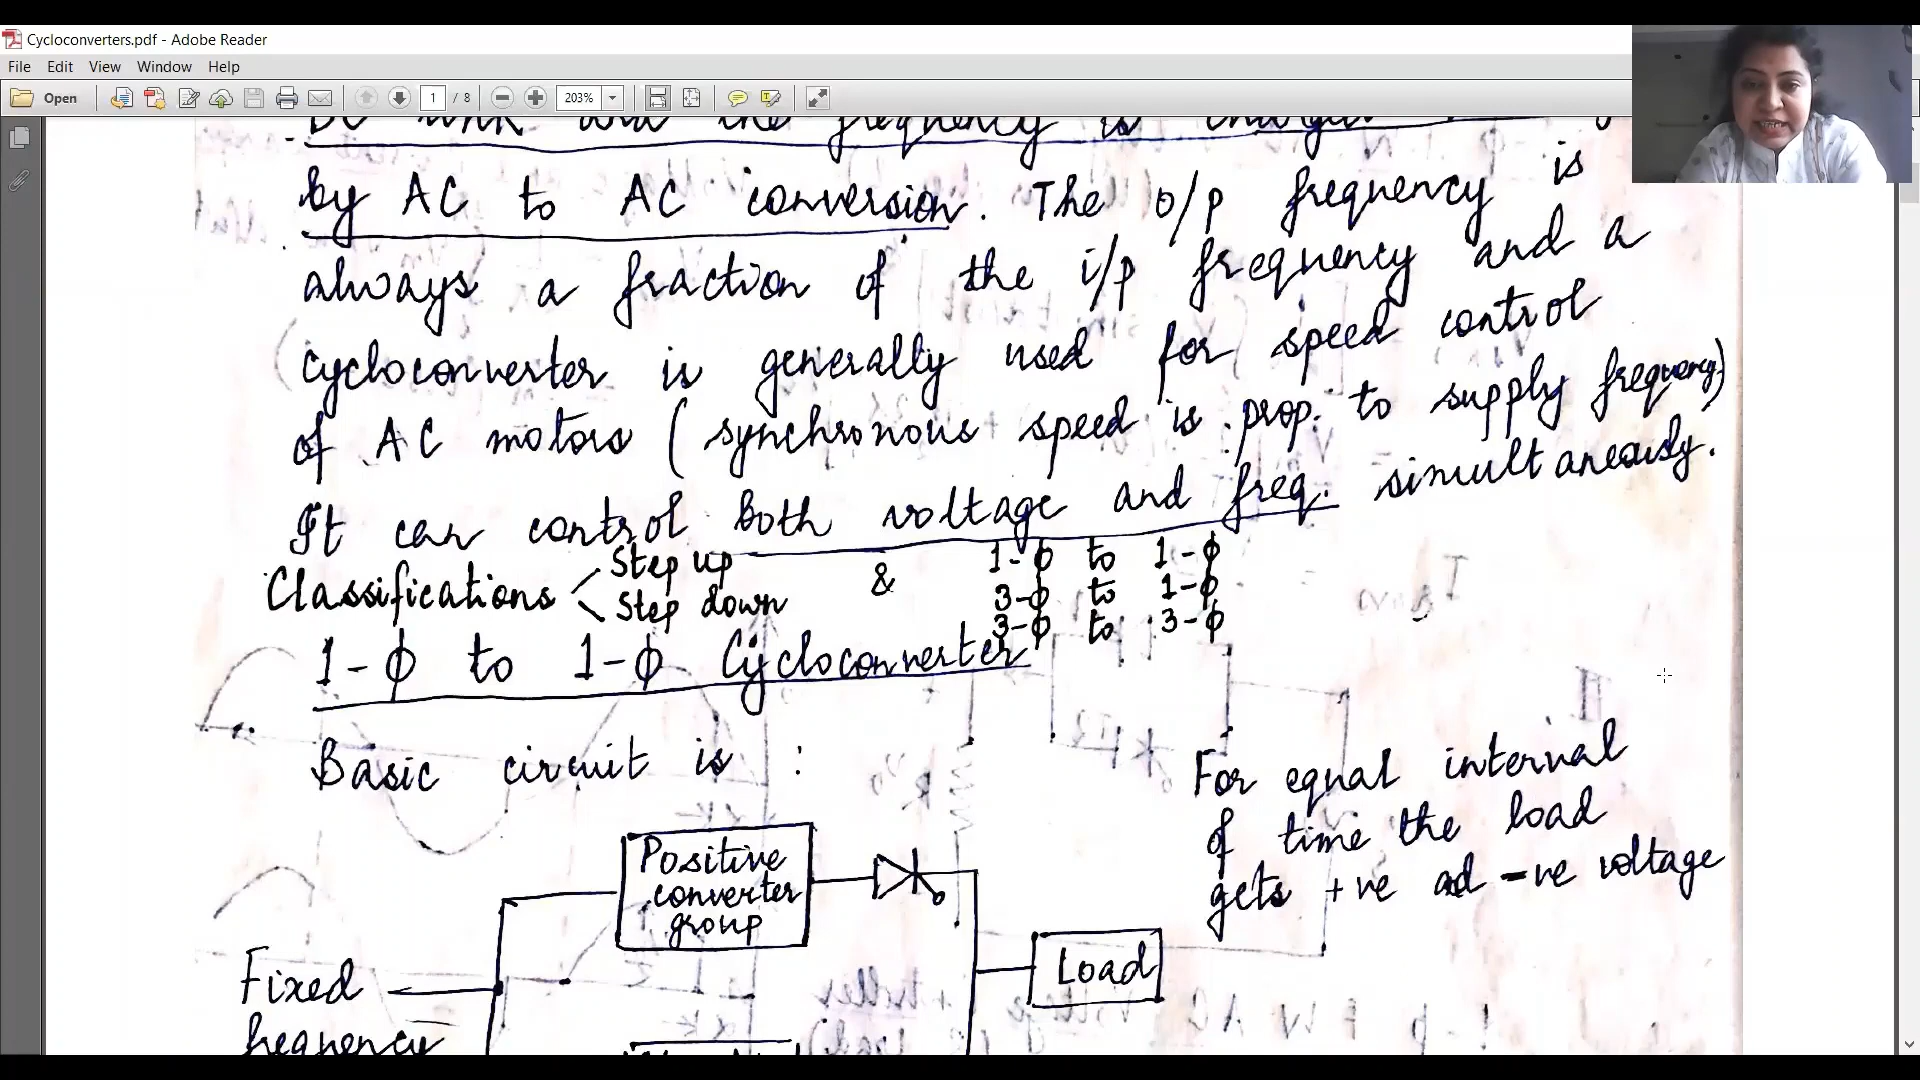 Cycloconverters.pdf - Adobe Reader
File Edit View Window Help
Open 1 / 8 203%
and the frequency is
by AC to AC conversion. The o/p frequency is
always a fraction of the i/p frequency and a
cycloconverter is generally used for speed control
of AC motors (synchronous speed is prop. to supply frequency)
It can control both voltage and freq. simultaneously.
Classifications Step up & 1-ϕ to 1-ϕ
Step down 3-ϕ to 1-ϕ
3-ϕ to 3-ϕ
1-ϕ to 1-ϕ Cycloconverter
Basic circuit is :
For equal interval
of time the load
gets +ve ad -ve voltage
Positive
converter
group
Load
Fixed
frequency